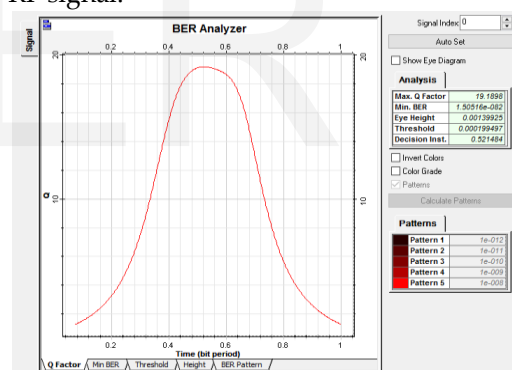 RF signal.
Signal
BER Analyzer
0.2 0.4 0.6 0.8 1
20 20
Q
10 10
0.2 0.4 0.6 0.8 1
Time (bit period)
Q Factor Min BER Threshold Height BER Pattern
Signal Index 0
Auto Set
Show Eye Diagram
Analysis
Max. Q Factor 19.1898
Min. BER 1.50516e-082
Eye Height 0.00139925
Threshold 0.000199497
Decision Inst. 0.521484
Invert Colors
Color Grade
Patterns
Calculate Patterns
Patterns
Pattern 1 1e-012
Pattern 2 1e-011
Pattern 3 1e-010
Pattern 4 1e-009
Pattern 5 1e-008